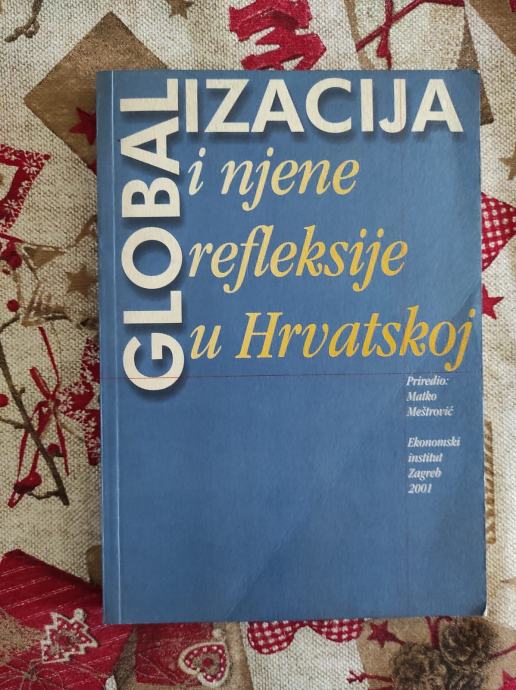 GLOBALIZACIJA
i njene
refleksije
u Hrvatskoj
Priredio:
Matko
Meštrović
Ekonomski
institut
Zagreb
2001